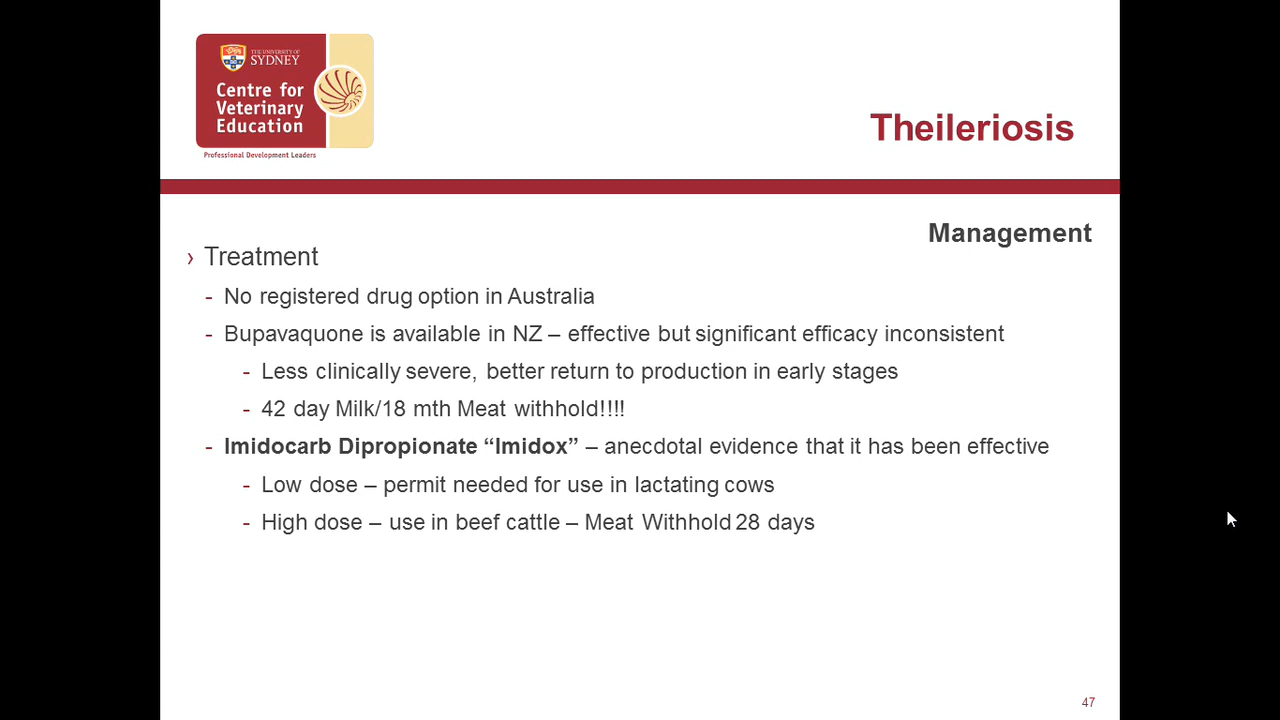 THE UNIVERSITY OF
SYDNEY
Centre for
Veterinary
Education
Professional Development Leaders
Theileriosis
Management
› Treatment
- No registered drug option in Australia
- Bupavaquone is available in NZ – effective but significant efficacy inconsistent
- Less clinically severe, better return to production in early stages
- 42 day Milk/18 mth Meat withhold!!!!
- Imidocarb Dipropionate “Imidox” – anecdotal evidence that it has been effective
- Low dose – permit needed for use in lactating cows
- High dose – use in beef cattle – Meat Withhold 28 days
47